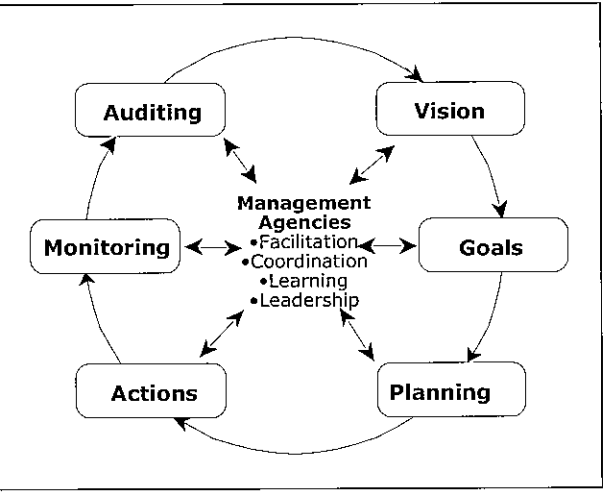 Auditing
Vision
Management
Agencies
•Facilitation
•Coordination
•Learning
•Leadership
Monitoring
Goals
Actions
Planning